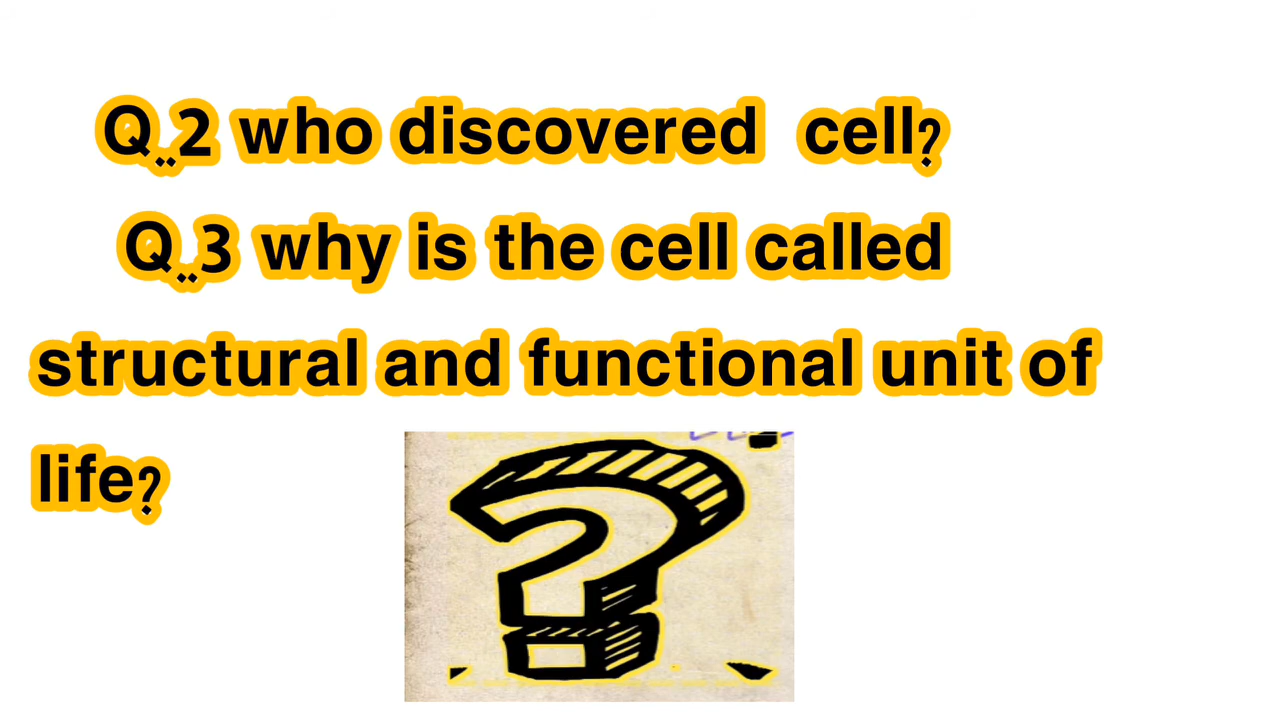 Q..2 who discovered cell?
Q..3 why is the cell called
structural and functional unit of
life?